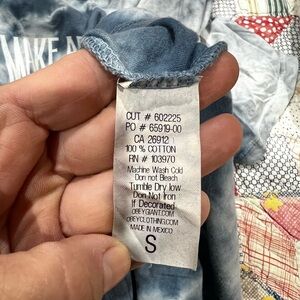 MAKE
CUT # 602225
PO # 65919-00
CA 26912
100 % COTTON
RN # 103970
Machine Wash Cold
Do not Bleach
Tumble Dry low
Do Not Iron
If Decorated
OBEYGIANT.COM
OBEYCLOTHING.COM
MADE IN MEXICO
S